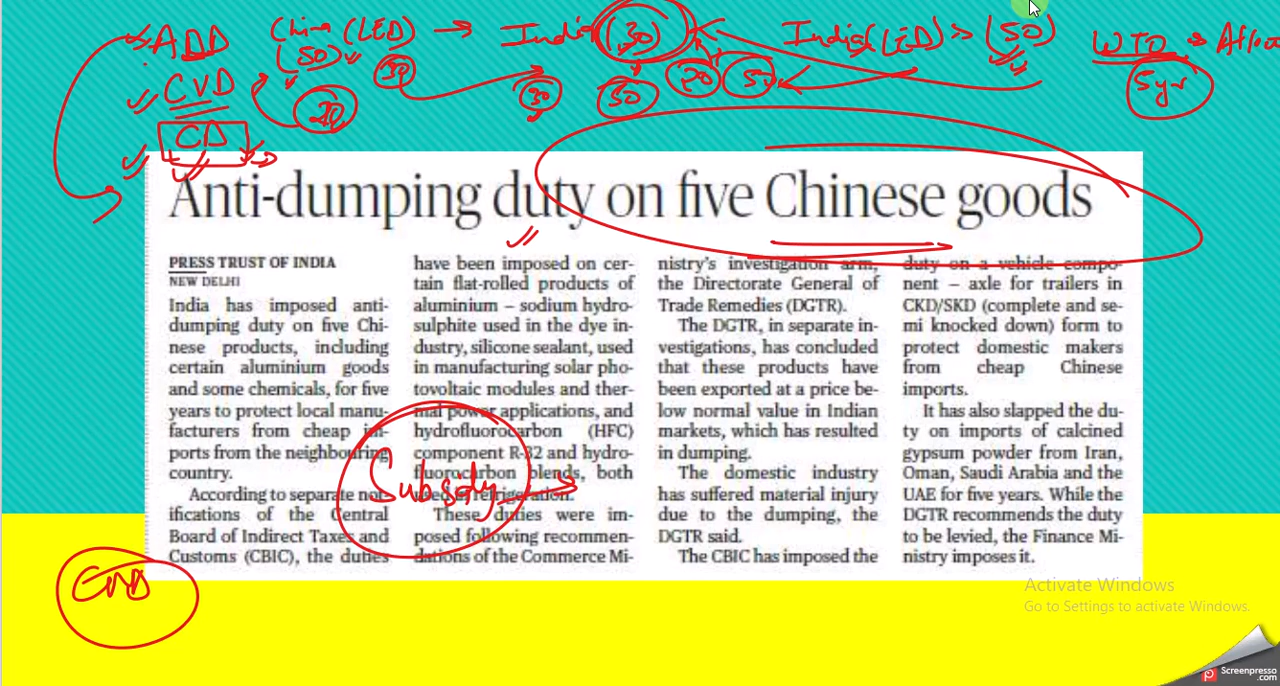 ADD China (LED) → India (30) India (LED) → (50) WTO → Allow
(50) 30 30 50 20 50 5yr
CVD
20
CD
Anti-dumping duty on five Chinese goods
PRESS TRUST OF INDIA
NEW DELHI
India has imposed anti-
dumping duty on five Chi-
nese products, including
certain aluminium goods
and some chemicals, for five
years to protect local manu-
facturers from cheap im-
ports from the neighbouring
country.
According to separate not-
ifications of the Central
Board of Indirect Taxes and
Customs (CBIC), the duties
have been imposed on cer-
tain flat-rolled products of
aluminium – sodium hydro-
sulphite used in the dye in-
dustry, silicone sealant, used
in manufacturing solar pho-
tovoltaic modules and ther-
mal power applications, and
hydrofluorocarbon (HFC)
component R-32 and hydro-
fluorocarbon blends, both
used in refrigeration.
These duties were im-
posed following recommen-
dations of the Commerce Mi-
nistry's investigation arm,
the Directorate General of
Trade Remedies (DGTR).
The DGTR, in separate in-
vestigations, has concluded
that these products have
been exported at a price be-
low normal value in Indian
markets, which has resulted
in dumping.
The domestic industry
has suffered material injury
due to the dumping, the
DGTR said.
The CBIC has imposed the
duty on a vehicle compo-
nent – axle for trailers in
CKD/SKD (complete and se-
mi knocked down) form to
protect domestic makers
from cheap Chinese
imports.
It has also slapped the du-
ty on imports of calcined
gypsum powder from Iran,
Oman, Saudi Arabia and the
UAE for five years. While the
DGTR recommends the duty
to be levied, the Finance Mi-
nistry imposes it.
Subsidy
Activate Windows
Go to Settings to activate Windows.
Screenpresso
.com